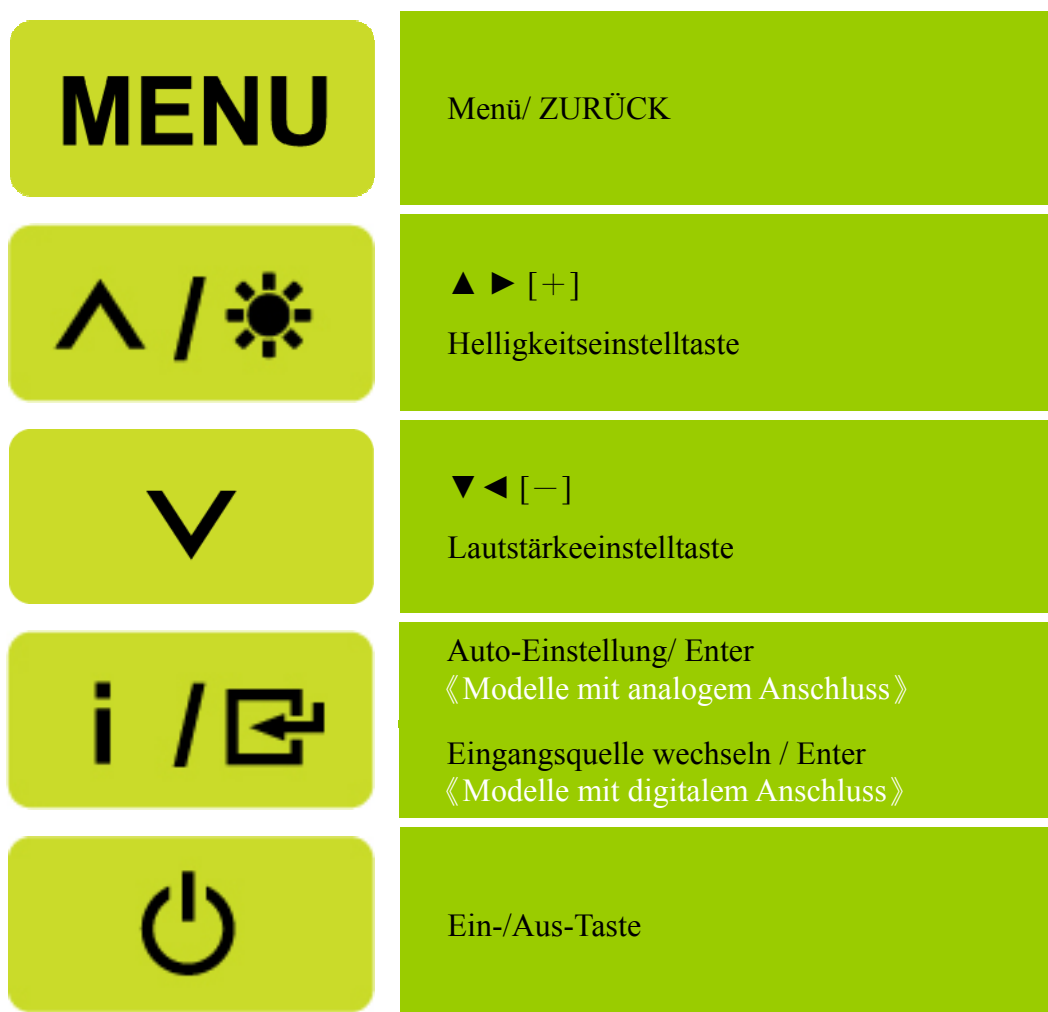 MENU
Menü/ ZURÜCK
/
▲ ► [＋]
Helligkeitseinstelltaste
▼◄ [－]
Lautstärkeeinstelltaste
i /
Auto-Einstellung/ Enter
《Modelle mit analogem Anschluss》
Eingangsquelle wechseln / Enter
《Modelle mit digitalem Anschluss》
Ein-/Aus-Taste